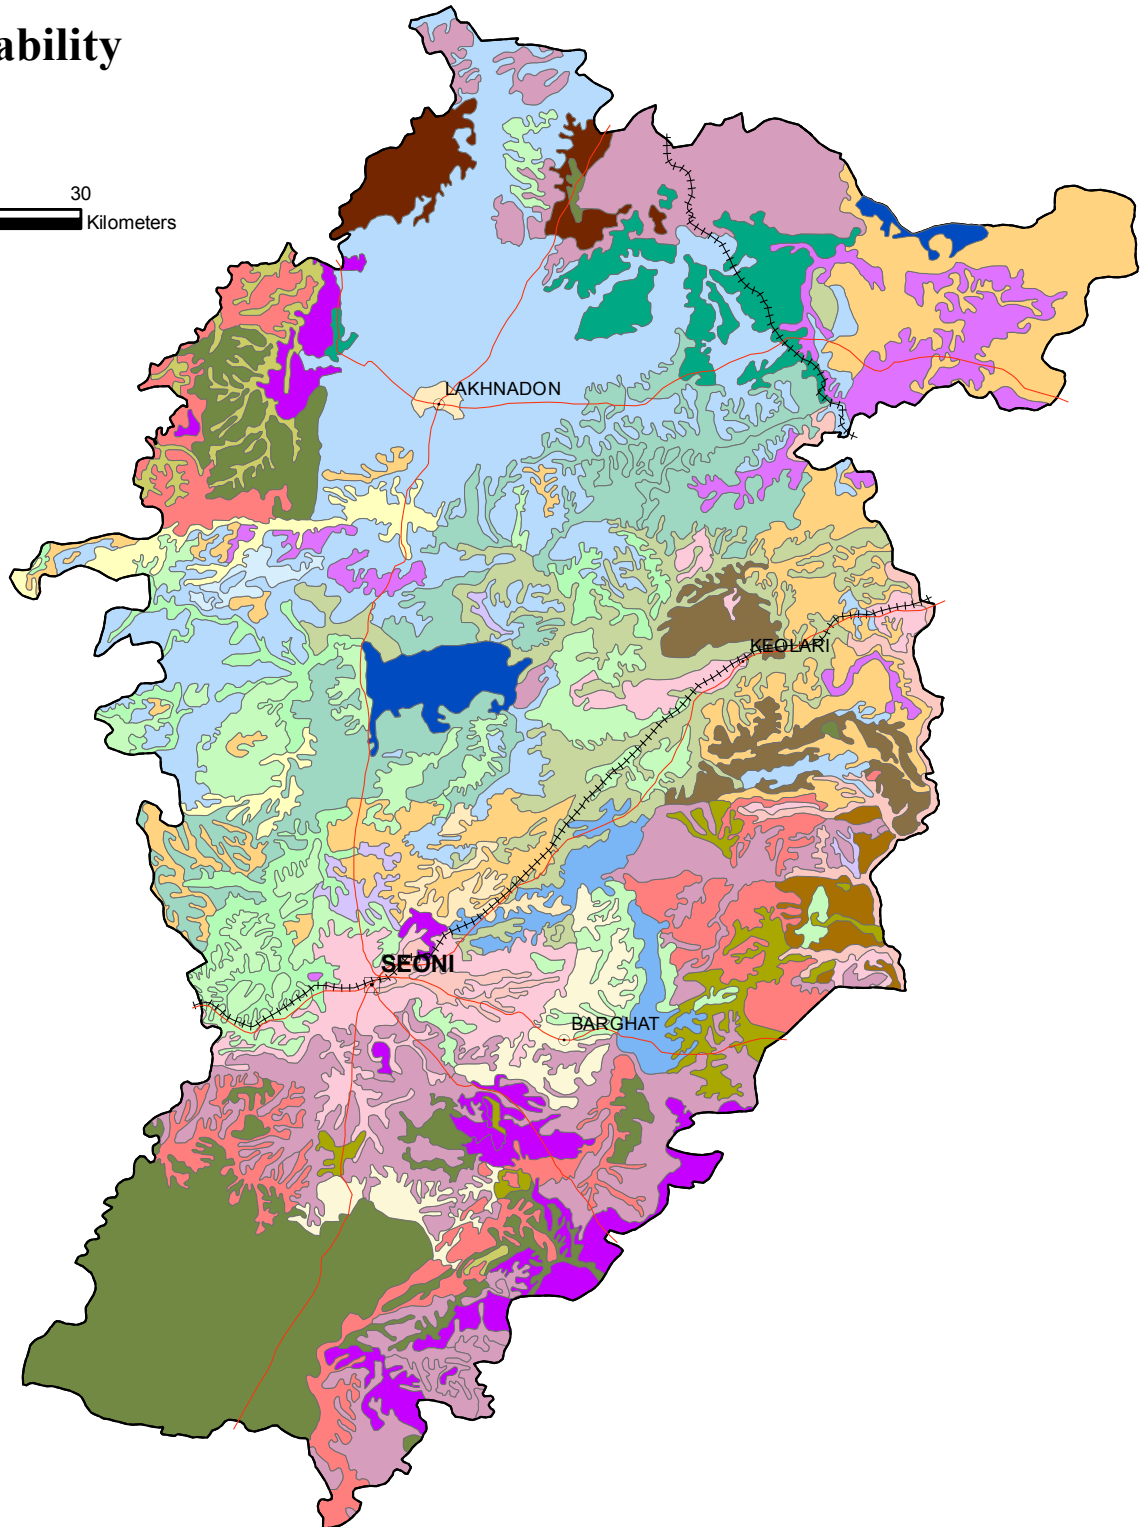 ability
30
Kilometers
LAKHNADON
KEOLARI
SEONI
BARGHAT